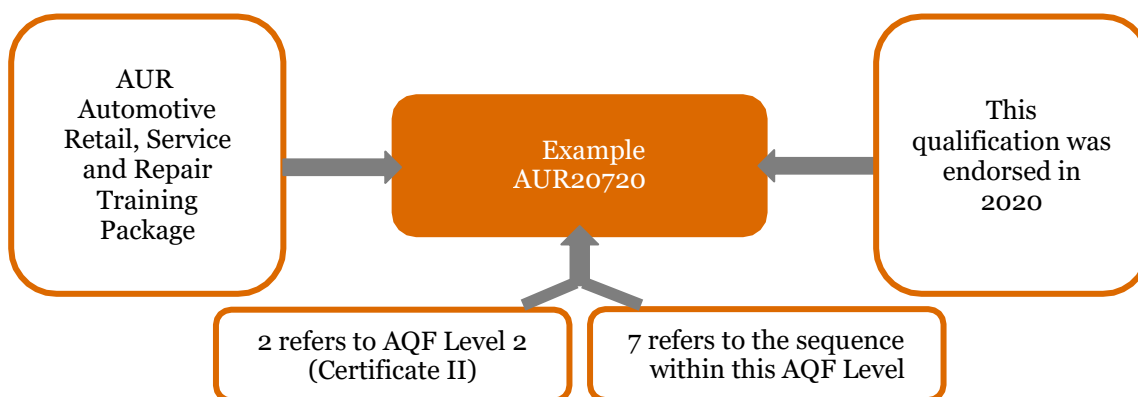 AUR
Automotive
Retail, Service
and Repair
Training
Package
Example
AUR20720
This
qualification was
endorsed in
2020
2 refers to AQF Level 2
(Certificate II)
7 refers to the sequence
within this AQF Level